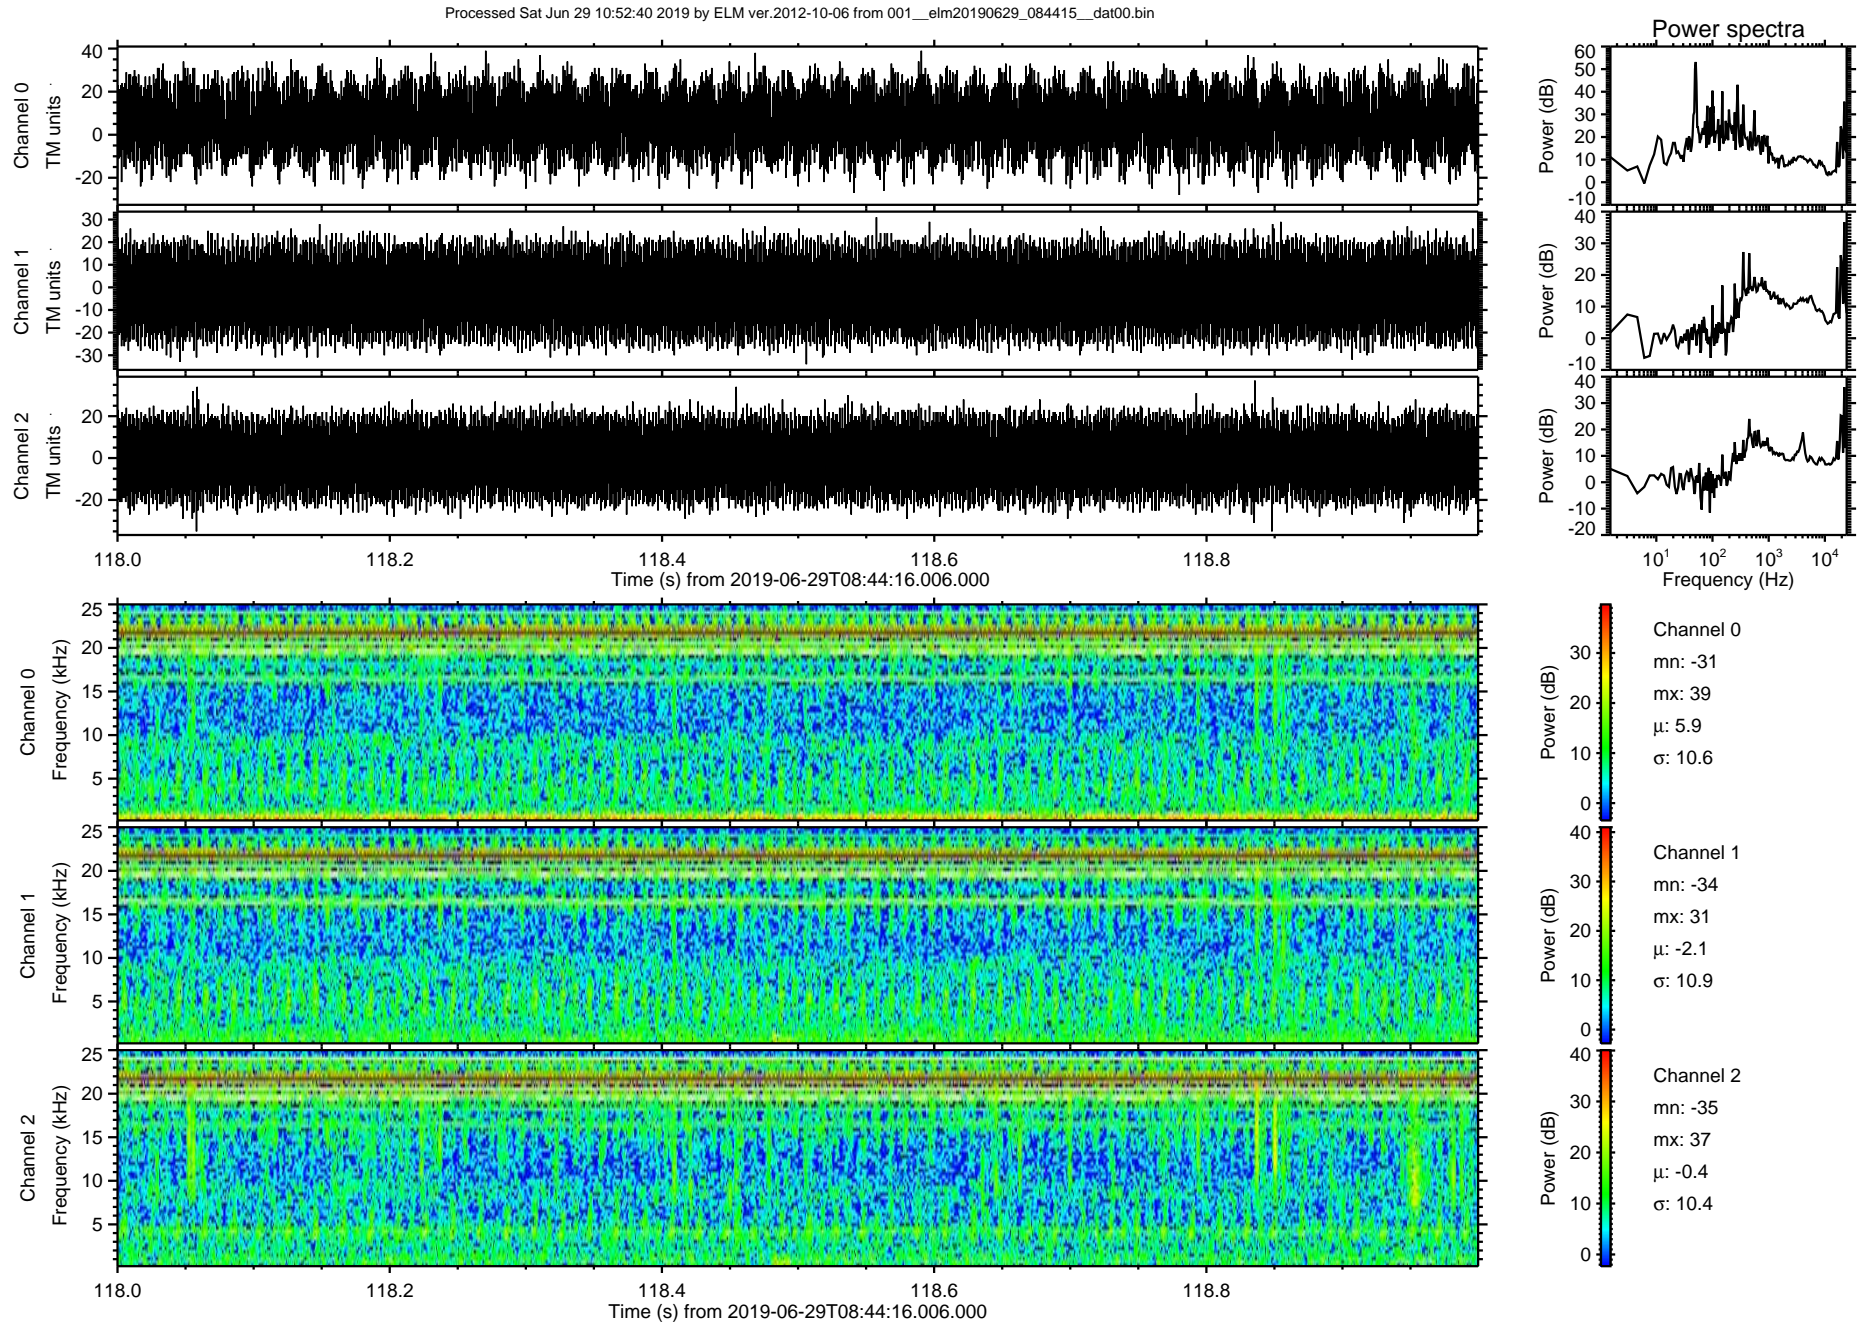 Processed Sat Jun 29 10:52:40 2019 by ELM ver.2012-10-06 from 001__elm20190629_084415__dat00.bin
Power spectra
Channel 0
TM units
40
20
0
-20
Power (dB)
60
50
40
30
20
10
0
-10
Channel 1
TM units
30
20
10
0
-10
-20
-30
Power (dB)
40
30
20
10
0
-10
Channel 2
TM units
20
0
-20
Power (dB)
40
30
20
10
0
-10
-20
118.0 118.2 118.4 118.6 118.8
Time (s) from 2019-06-29T08:44:16.006.000
10¹ 10² 10³ 10⁴
Frequency (Hz)
Channel 0
Frequency (kHz)
25
20
15
10
5
Power (dB)
30
20
10
0
Channel 0
mn: -31
mx: 39
μ: 5.9
σ: 10.6
Channel 1
Frequency (kHz)
25
20
15
10
5
Power (dB)
40
30
20
10
0
Channel 1
mn: -34
mx: 31
μ: -2.1
σ: 10.9
Channel 2
Frequency (kHz)
25
20
15
10
5
Power (dB)
40
30
20
10
0
Channel 2
mn: -35
mx: 37
μ: -0.4
σ: 10.4
118.0 118.2 118.4 118.6 118.8
Time (s) from 2019-06-29T08:44:16.006.000